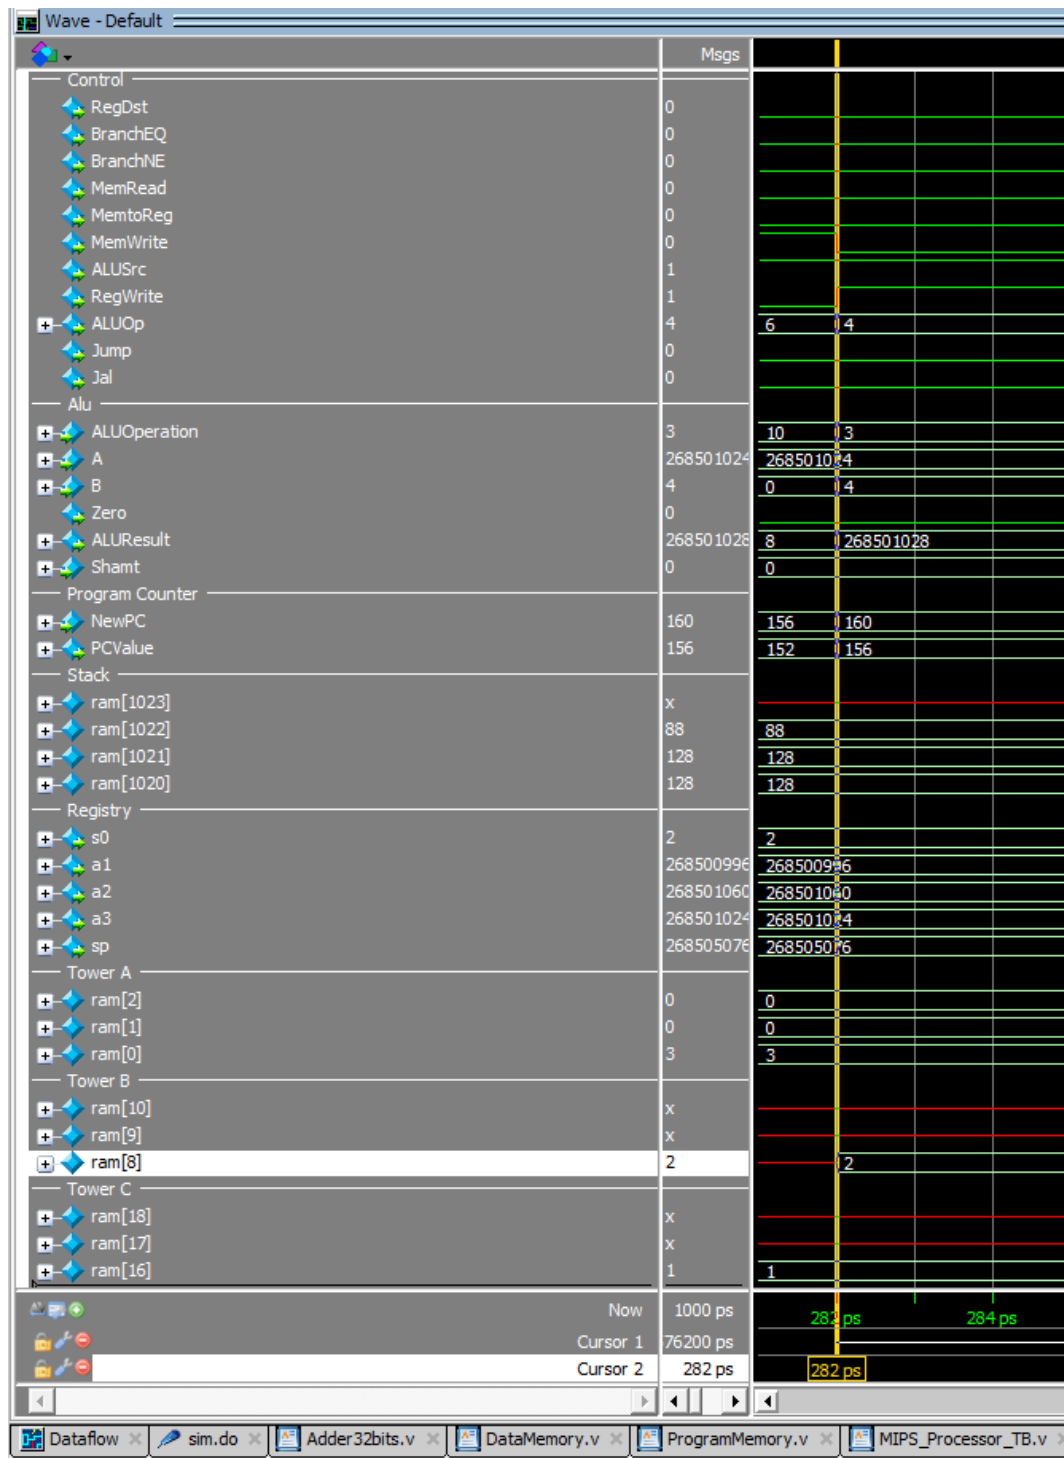 Wave - Default
Msgs
Control
RegDst 0
BranchEQ 0
BranchNE 0
MemRead 0
MemtoReg 0
MemWrite 0
ALUSrc 1
RegWrite 1
ALUOp 4 6 4
Jump 0
Jal 0
Alu
ALUOperation 3 10 3
A 268501024 268501024
B 4 0 4
Zero 0
ALUResult 268501028 8 268501028
Shamt 0 0
Program Counter
NewPC 160 156 160
PCValue 156 152 156
Stack
ram[1023] x
ram[1022] 88 88
ram[1021] 128 128
ram[1020] 128 128
Registry
s0 2 2
a1 268500996 268500996
a2 268501060 268501060
a3 268501024 268501024
sp 268505076 268505076
Tower A
ram[2] 0 0
ram[1] 0 0
ram[0] 3 3
Tower B
ram[10] x
ram[9] x
ram[8] 2 2
Tower C
ram[18] x
ram[17] x
ram[16] 1 1
Now 1000 ps 282 ps 284 ps
Cursor 1 76200 ps
Cursor 2 282 ps 282 ps
Dataflow sim.do Adder32bits.v DataMemory.v ProgramMemory.v MIPS_Processor_TB.v